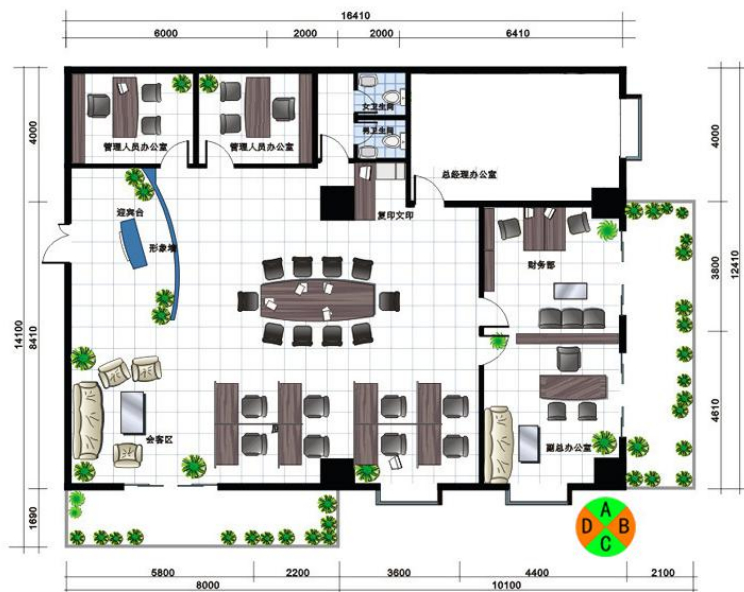 16410
6000
2000
2000
6410
4000
4000
女卫生间
管理人员办公室
管理人员办公室
男卫生间
总经理办公室
迎宾台
形象墙
复印文印
财务部
3800
12410
14100
8410
4610
会客区
副总办公室
1690
A
D
B
C
5800
2200
3600
4400
2100
8000
10100